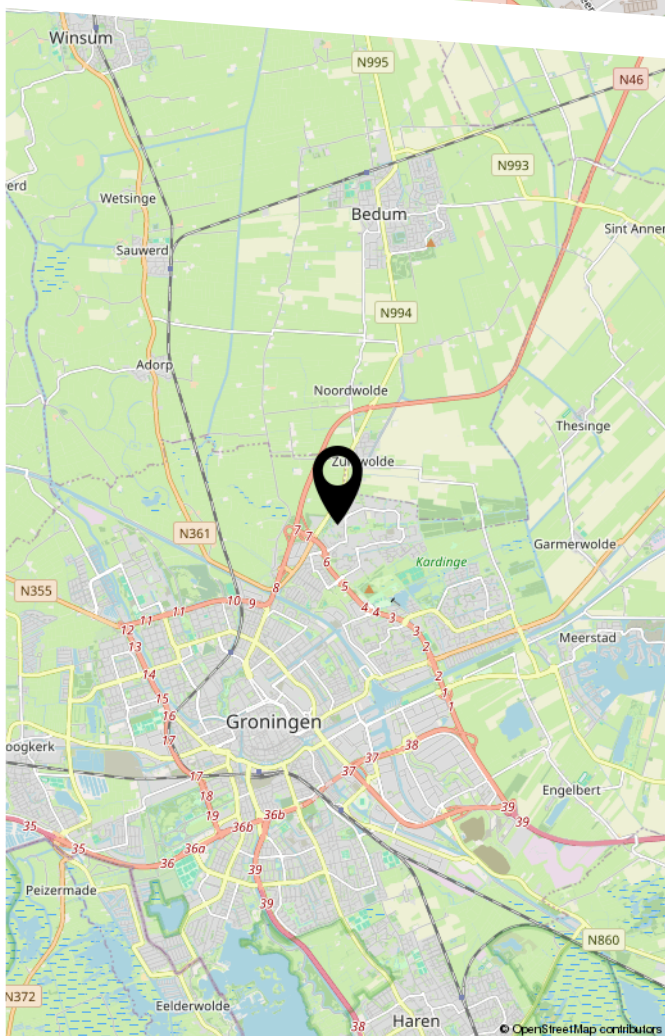 Winsum
N995
N46
N993
Wetsinge
Bedum
Sint Anner
Sauwerd
N994
Adorp
Noordwolde
Thesinge
N361
7
7
Garmerwolde
6
Kardinge
N355
5
8
10
9
11
11
4
4
3
12
3
Meerstad
13
2
14
2
15
1
1
16
Groningen
17
38
37
oogkerk
17
37
Engelbert
18
39
19
36b
39
35
36b
35
36a
36
39
Peizermade
39
N860
N372
Eelderwolde
Haren
38
© OpenStreetMap contributors